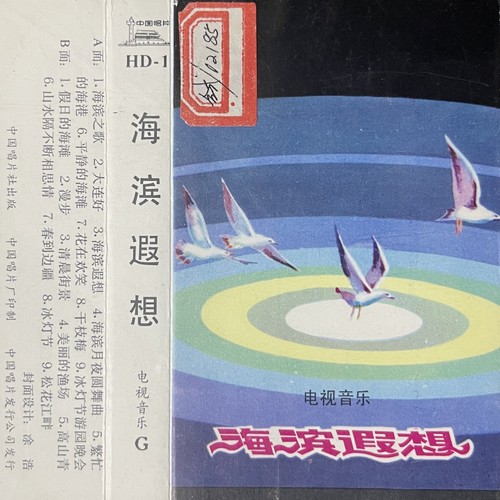 中国唱片
HD-1
海滨遐想
电视音乐 G
A面：1.海滨之歌 2.大连好 3.海滨遐想 4.海滨月夜圆舞曲 5.繁忙
的海港 6.平静的海滩 7.花在欢笑 8.干枝梅 9.冰灯节游园晚会
B面：1.假日的海滩 2.漫步 3.清晨街景 4.美丽的渔场 5.高山青
6.山水隔不断相思情 7.春到边疆 8.冰灯节 9.松花江畔
封面设计：涂浩
中国唱片社出版 中国唱片厂印制 中国唱片发行公司发行
电视音乐
海滨遐想